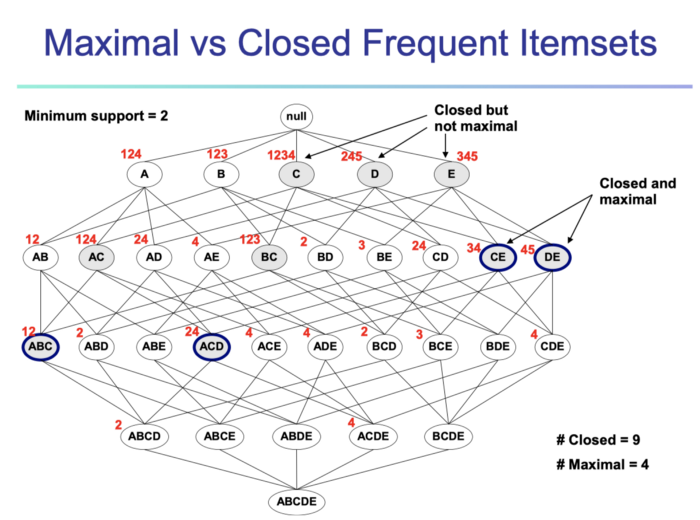 Maximal vs Closed Frequent Itemsets
Minimum support = 2
null
Closed but
not maximal
124 123 1234 245 345
A B C D E
Closed and
maximal
12 124 24 4 123 2 3 24 34 45
AB AC AD AE BC BD BE CD CE DE
12 2 24 4 4 2 3 4
ABC ABD ABE ACD ACE ADE BCD BCE BDE CDE
2 4
ABCD ABCE ABDE ACDE BCDE
# Closed = 9
# Maximal = 4
ABCDE